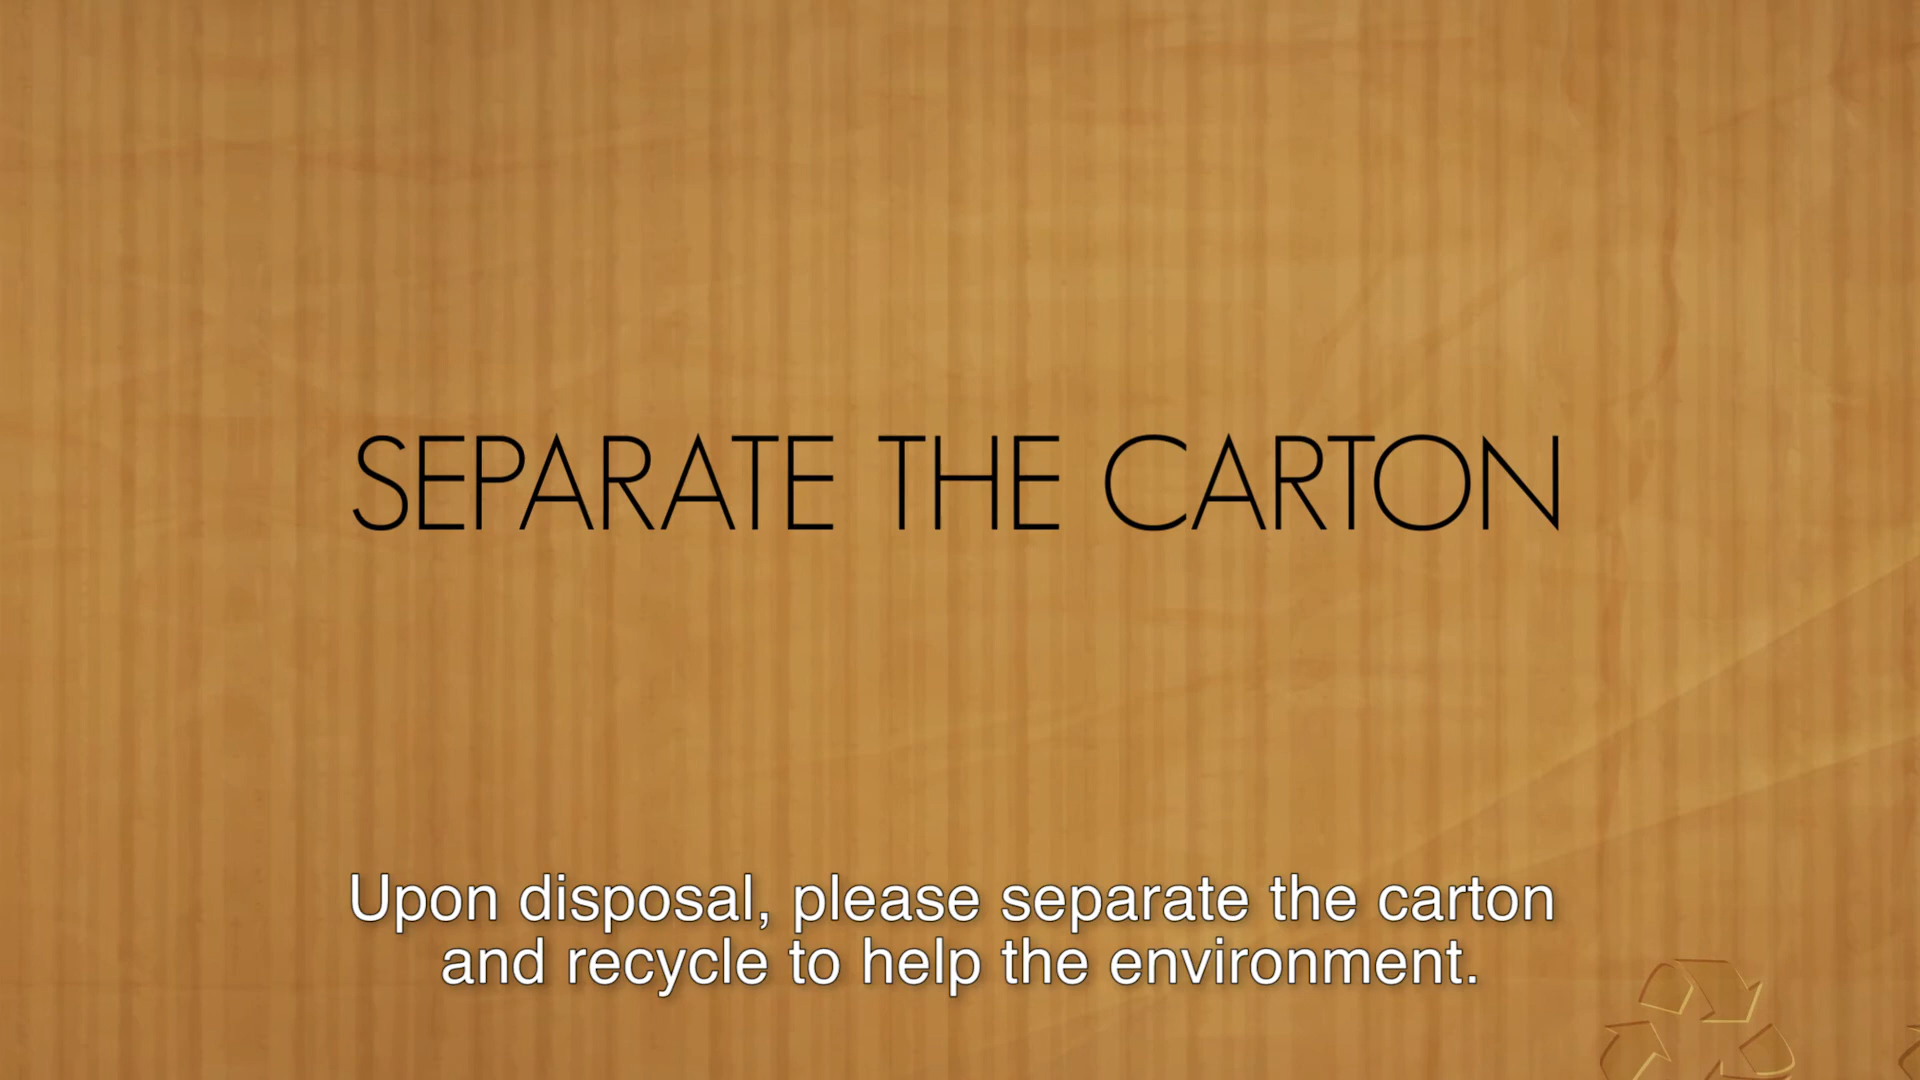 SEPARATE THE CARTON
Upon disposal, please separate the carton
and recycle to help the environment.